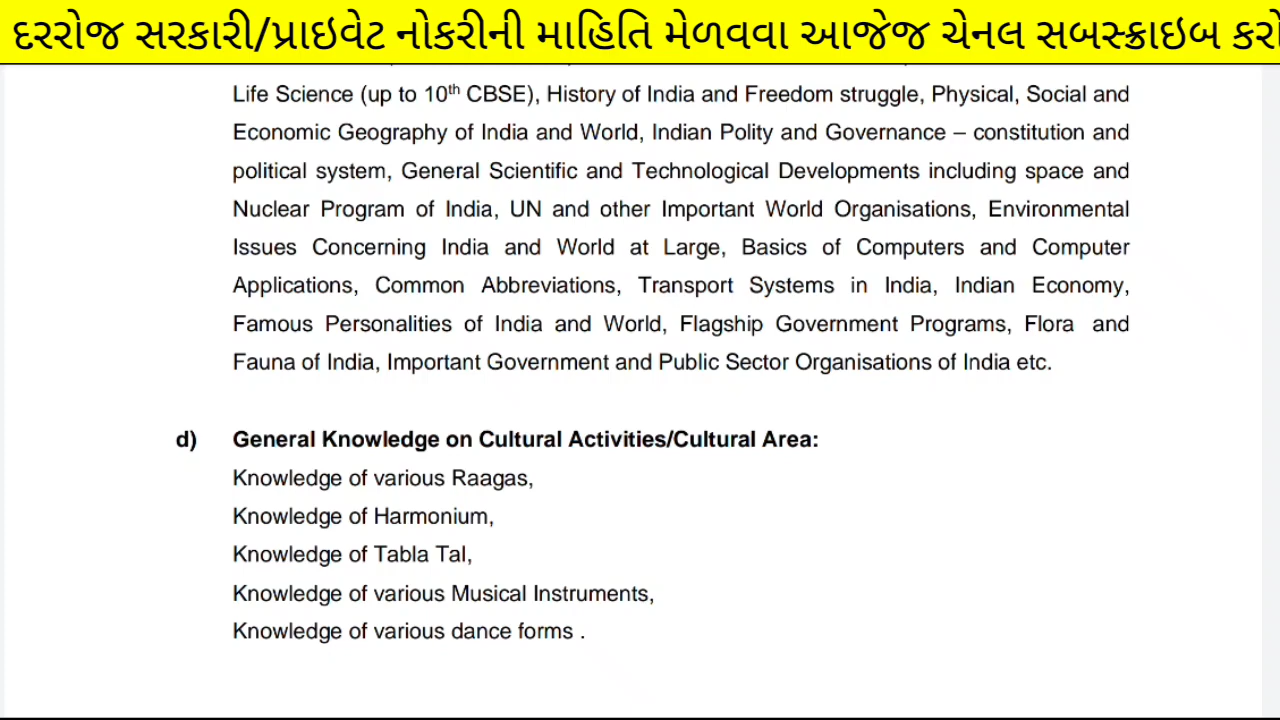 દરરોજ સરકારી/પ્રાઇવેટ નોકરીની માહિતિ મેળવવા આજેજ ચેનલ સબસ્ક્રાઇબ કરો
Life Science (up to 10th CBSE), History of India and Freedom struggle, Physical, Social and
Economic Geography of India and World, Indian Polity and Governance – constitution and
political system, General Scientific and Technological Developments including space and
Nuclear Program of India, UN and other Important World Organisations, Environmental
Issues Concerning India and World at Large, Basics of Computers and Computer
Applications, Common Abbreviations, Transport Systems in India, Indian Economy,
Famous Personalities of India and World, Flagship Government Programs, Flora and
Fauna of India, Important Government and Public Sector Organisations of India etc.
d) General Knowledge on Cultural Activities/Cultural Area:
Knowledge of various Raagas,
Knowledge of Harmonium,
Knowledge of Tabla Tal,
Knowledge of various Musical Instruments,
Knowledge of various dance forms .